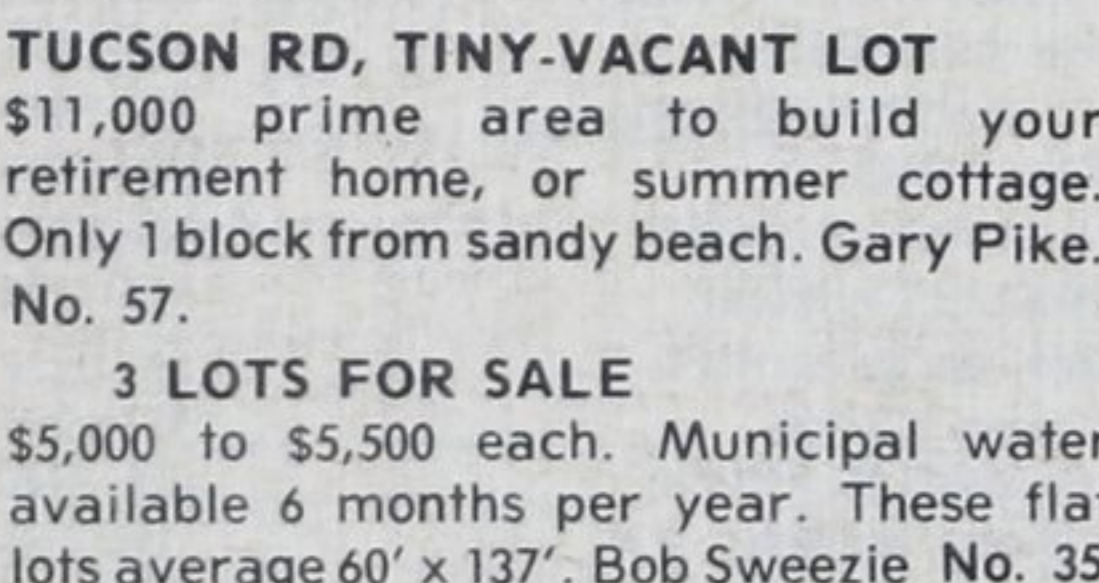 TUCSON RD, TINY-VACANT LOT
$11,000 prime area to build your
retirement home, or summer cottage.
Only 1 block from sandy beach. Gary Pike.
No. 57.
3 LOTS FOR SALE
$5,000 to $5,500 each. Municipal water
available 6 months per year. These flat
lots average 60' x 137'. Bob Sweezie No. 35